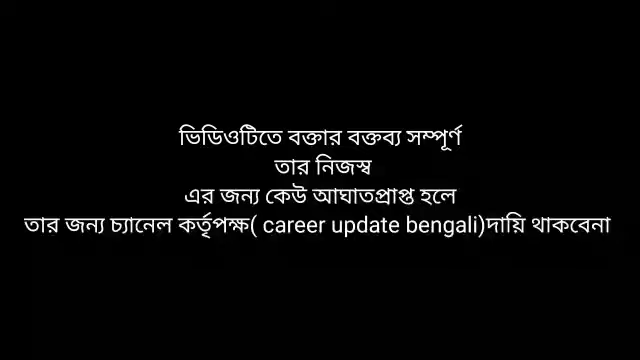 ভিডিওটিতে বক্তার বক্তব্য সম্পূর্ণ
তার নিজস্ব
এর জন্য কেউ আঘাতপ্রাপ্ত হলে
তার জন্য চ্যানেল কর্তৃপক্ষ( career update bengali)দায়ি থাকবেনা